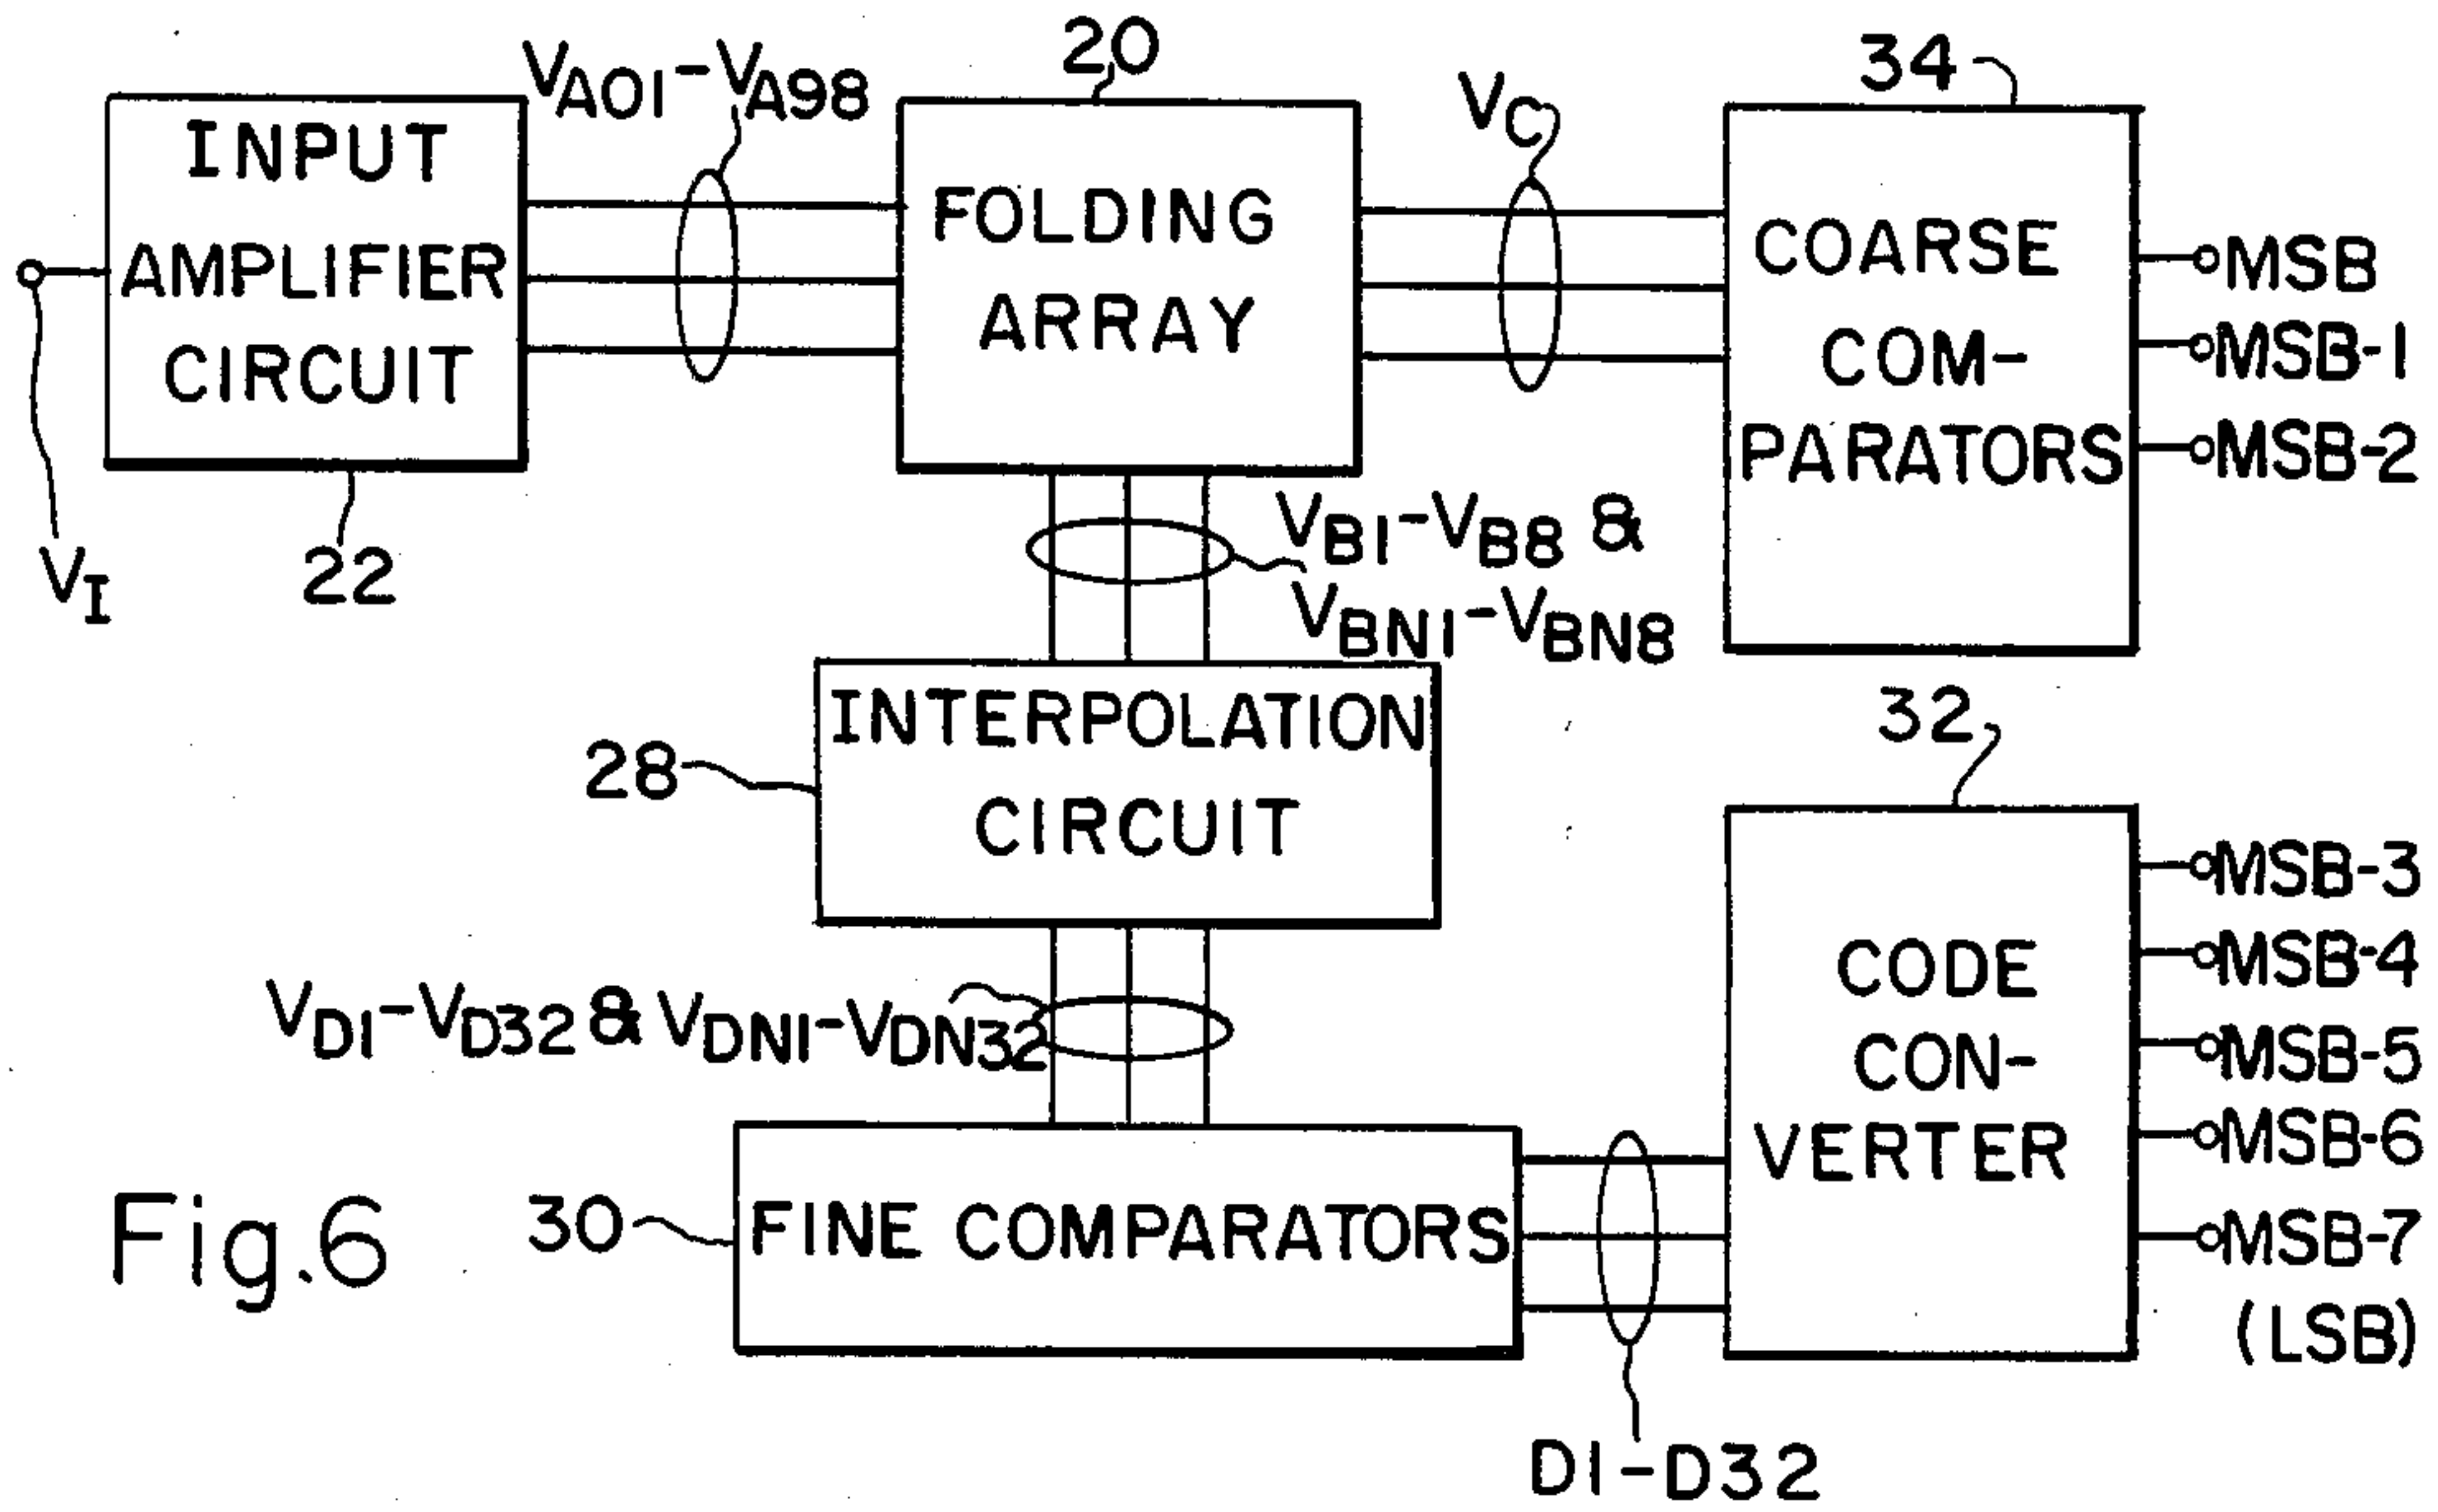 VA01-VA98
20
VC
34
INPUT
AMPLIFIER
CIRCUIT
FOLDING
ARRAY
COARSE
COM-
PARATORS
MSB
MSB-1
MSB-2
VI
22
VB1-VB8 &
VBN1-VBN8
28
INTERPOLATION
CIRCUIT
32
VD1-VD32 & VDN1-VDN32
CODE
CON-
VERTER
MSB-3
MSB-4
MSB-5
MSB-6
MSB-7
(LSB)
30
FINE COMPARATORS
D1-D32
Fig.6